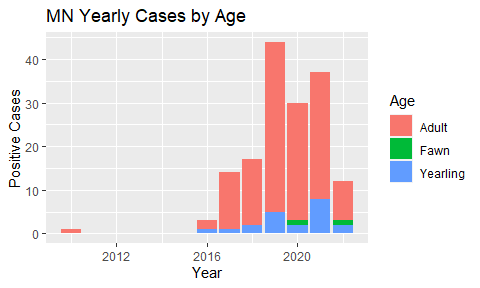 MN Yearly Cases by Age
40
30
20
10
0
Positive Cases
2012
2016
2020
Year
Age
Adult
Fawn
Yearling